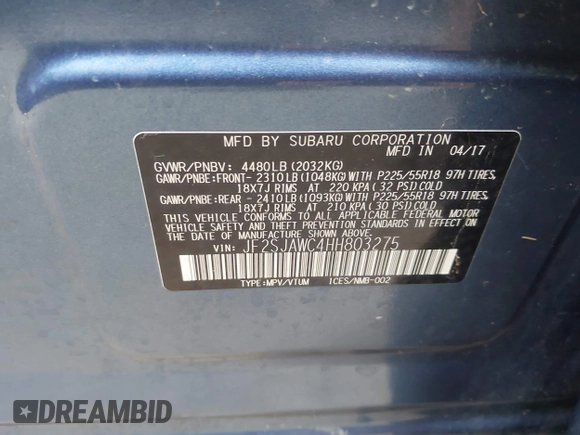 MFD BY SUBARU CORPORATION
MFD IN 04/17
GVWR/PNBV: 4480LB(2032KG)
GAWR/PNBE:FRONT- 2310LB(1048KG)WITH P225/55R18 97H TIRES,
18X7J RIMS AT 220 KPA(32 PSI)COLD
GAWR/PNBE:REAR - 2410LB(1093KG)WITH P225/55R18 97H TIRES,
18X7J RIMS AT 210 KPA(30 PSI)COLD
THIS VEHICLE CONFORMS TO ALL APPLICABLE FEDERAL MOTOR
VEHICLE SAFETY BUMPER, AND THEFT PREVENTION STANDARDS
IN EFFECT ON THE DATE OF MANUFACTURE SHOWN ABOVE.
VIN: JF2SJAWC4HH803275
TYPE:MPV/VTUM ICES/NMB-002
DREAMBID